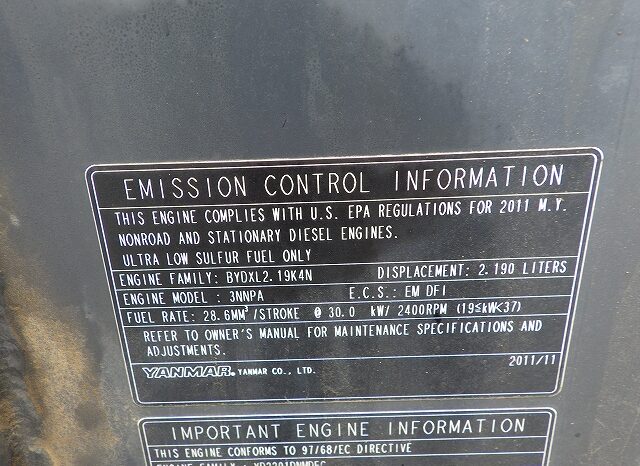 EMISSION CONTROL INFORMATION
THIS ENGINE COMPLIES WITH U.S. EPA REGULATIONS FOR 2011 M.Y.
NONROAD AND STATIONARY DIESEL ENGINES.
ULTRA LOW SULFUR FUEL ONLY
ENGINE FAMILY: BYDXL2.19K4N DISPLACEMENT: 2.190 LITERS
ENGINE MODEL : 3NNPA E.C.S.: EM DFI
FUEL RATE: 28.6MM³/STROKE @ 30.0 kW/ 2400RPM (19≤kW<37)
REFER TO OWNER'S MANUAL FOR MAINTENANCE SPECIFICATIONS AND
ADJUSTMENTS.
YANMAR. YANMAR CO., LTD. 2011/11
IMPORTANT ENGINE INFORMATION
THIS ENGINE CONFORMS TO 97/68/EC DIRECTIVE
ENGINE FAMILY :